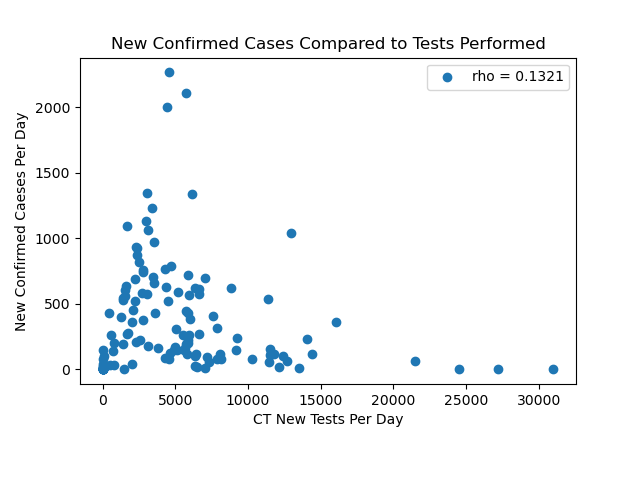 New Confirmed Cases Compared to Tests Performed
rho = 0.1321
2000
1500
1000
500
0
New Confirmed Caeses Per Day
0 5000 10000 15000 20000 25000 30000
CT New Tests Per Day